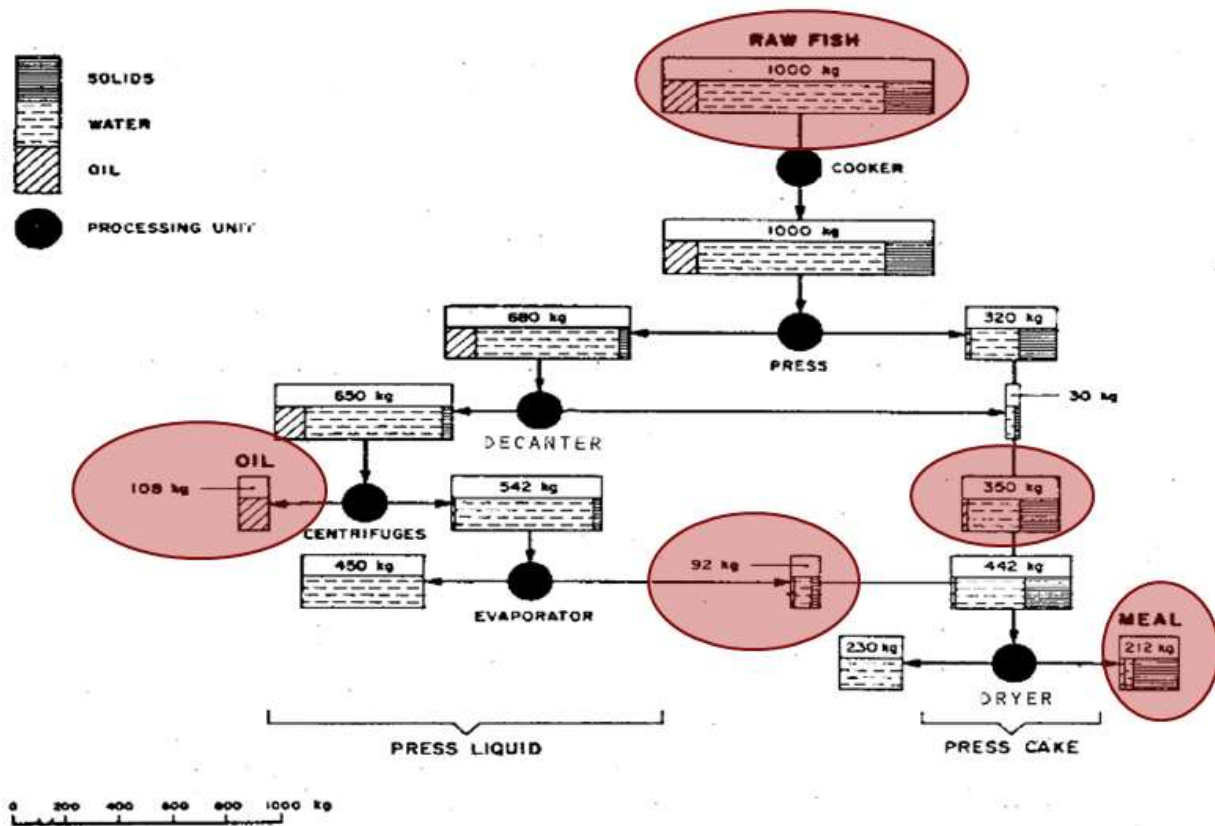 RAW FISH
1000 kg
SOLIDS
WATER
OIL
PROCESSING UNIT
COOKER
1000 kg
680 kg
320 kg
PRESS
650 kg
30 kg
DECANTER
OIL
108 kg
542 kg
350 kg
CENTRIFUGES
450 kg
92 kg
442 kg
EVAPORATOR
MEAL
230 kg
212 kg
DRYER
PRESS LIQUID
PRESS CAKE
0 200 400 600 800 1000 kg